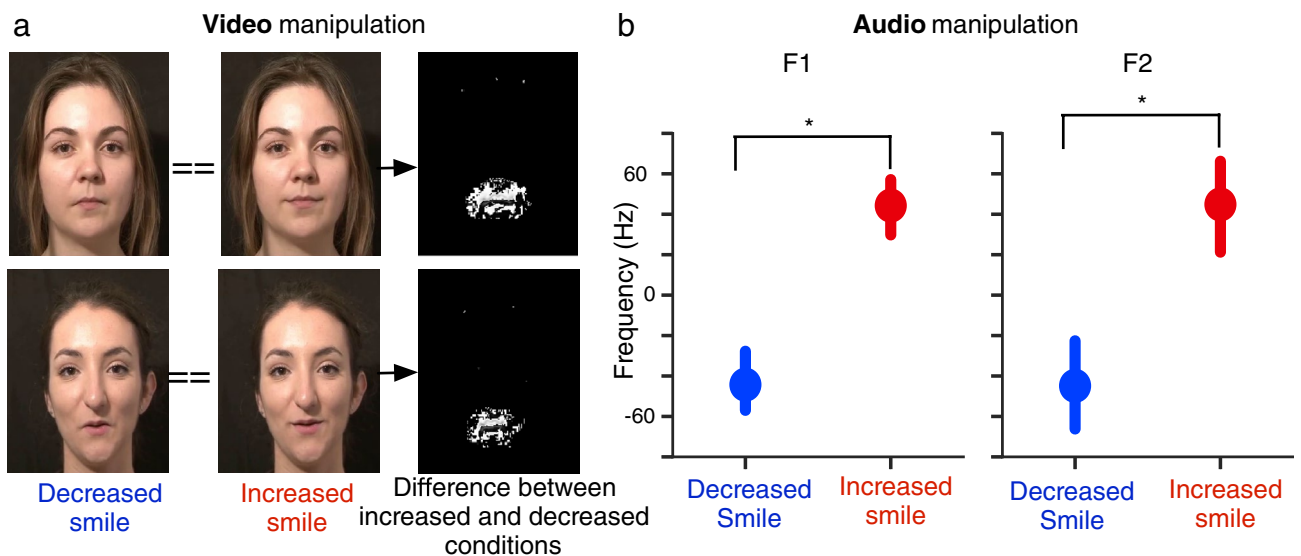 a
Video manipulation
==
==
Decreased
smile
Increased
smile
Difference between
increased and decreased
conditions
b
Audio manipulation
F1
F2
*
*
Frequency (Hz)
60
0
-60
Decreased
Smile
Increased
smile
Decreased
Smile
Increased
smile